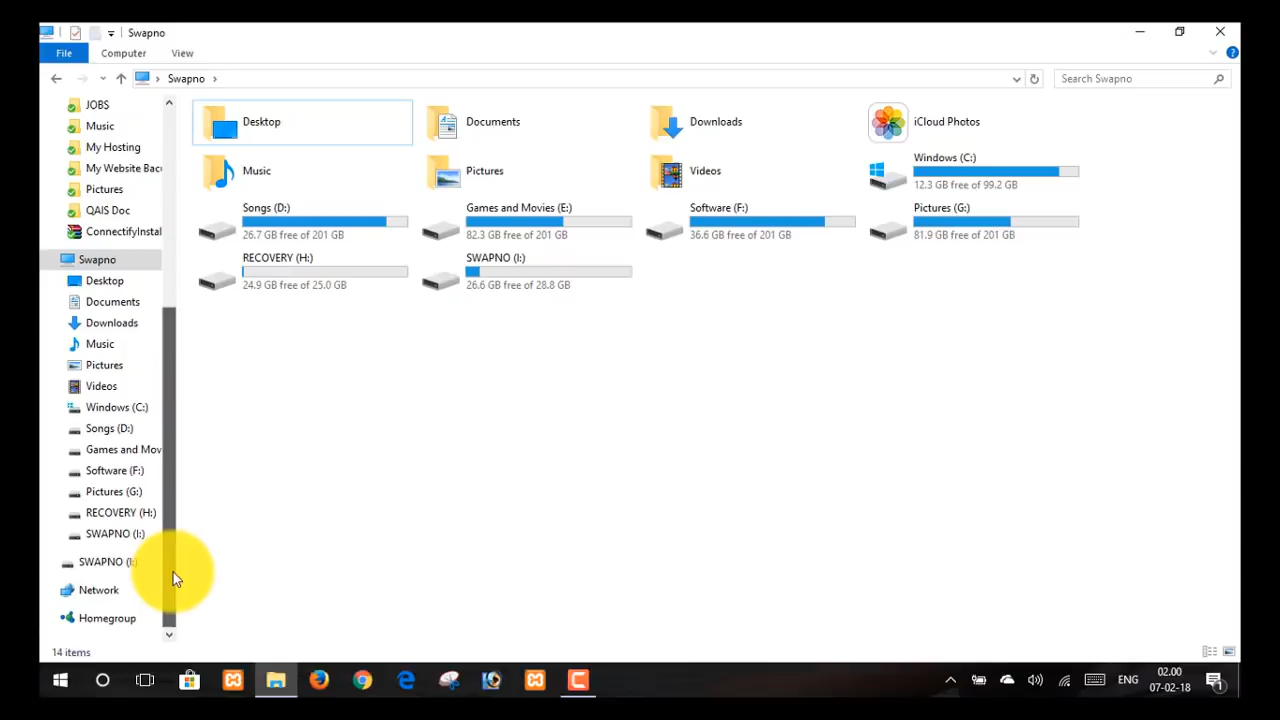 Swapno
File
Computer
View
Swapno
Search Swapno
JOBS
Music
My Hosting
My Website Bac
Pictures
QAIS Doc
ConnectifyInstal
Swapno
Desktop
Documents
Downloads
Music
Pictures
Videos
Windows (C:)
Songs (D:)
Games and Mov
Software (F:)
Pictures (G:)
RECOVERY (H:)
SWAPNO (I:)
SWAPNO (I:)
Network
Homegroup
Desktop
Documents
Downloads
iCloud Photos
Music
Pictures
Videos
Windows (C:)
12.3 GB free of 99.2 GB
Songs (D:)
26.7 GB free of 201 GB
Games and Movies (E:)
82.3 GB free of 201 GB
Software (F:)
36.6 GB free of 201 GB
Pictures (G:)
81.9 GB free of 201 GB
RECOVERY (H:)
24.9 GB free of 25.0 GB
SWAPNO (I:)
26.6 GB free of 28.8 GB
14 items
ENG
02.00
07-02-18
1